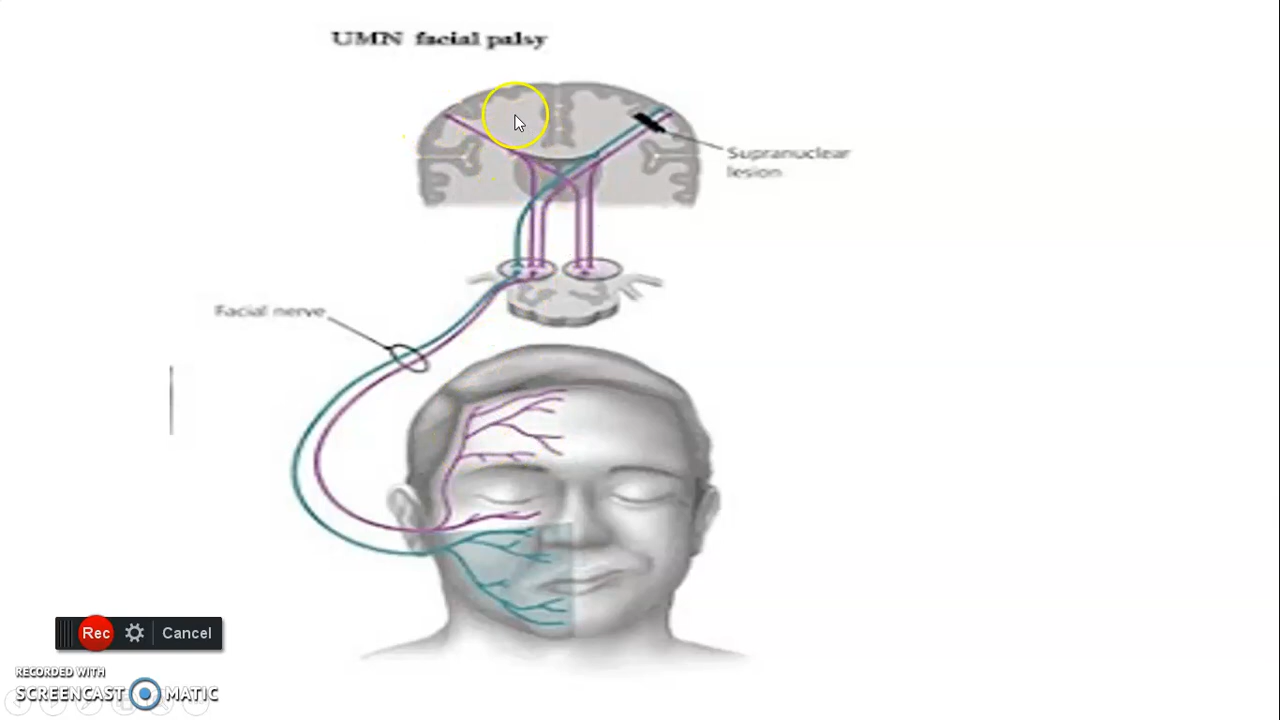 UMN facial palsy
Supranuclear
lesion
Facial nerve
Rec
Cancel
RECORDED WITH
SCREENCAST MATIC